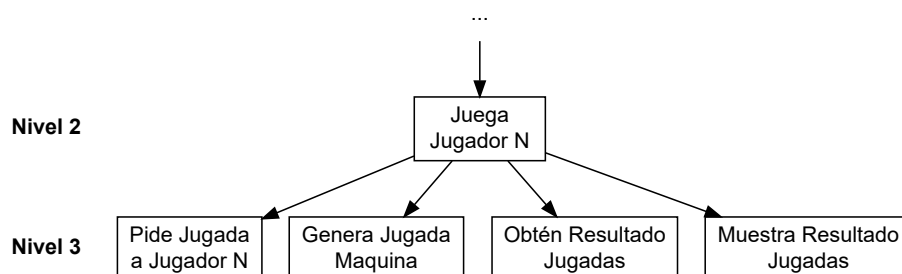 ...
Nivel 2
Juega
Jugador N
Nivel 3
Pide Jugada
a Jugador N
Genera Jugada
Maquina
Obtén Resultado
Jugadas
Muestra Resultado
Jugadas